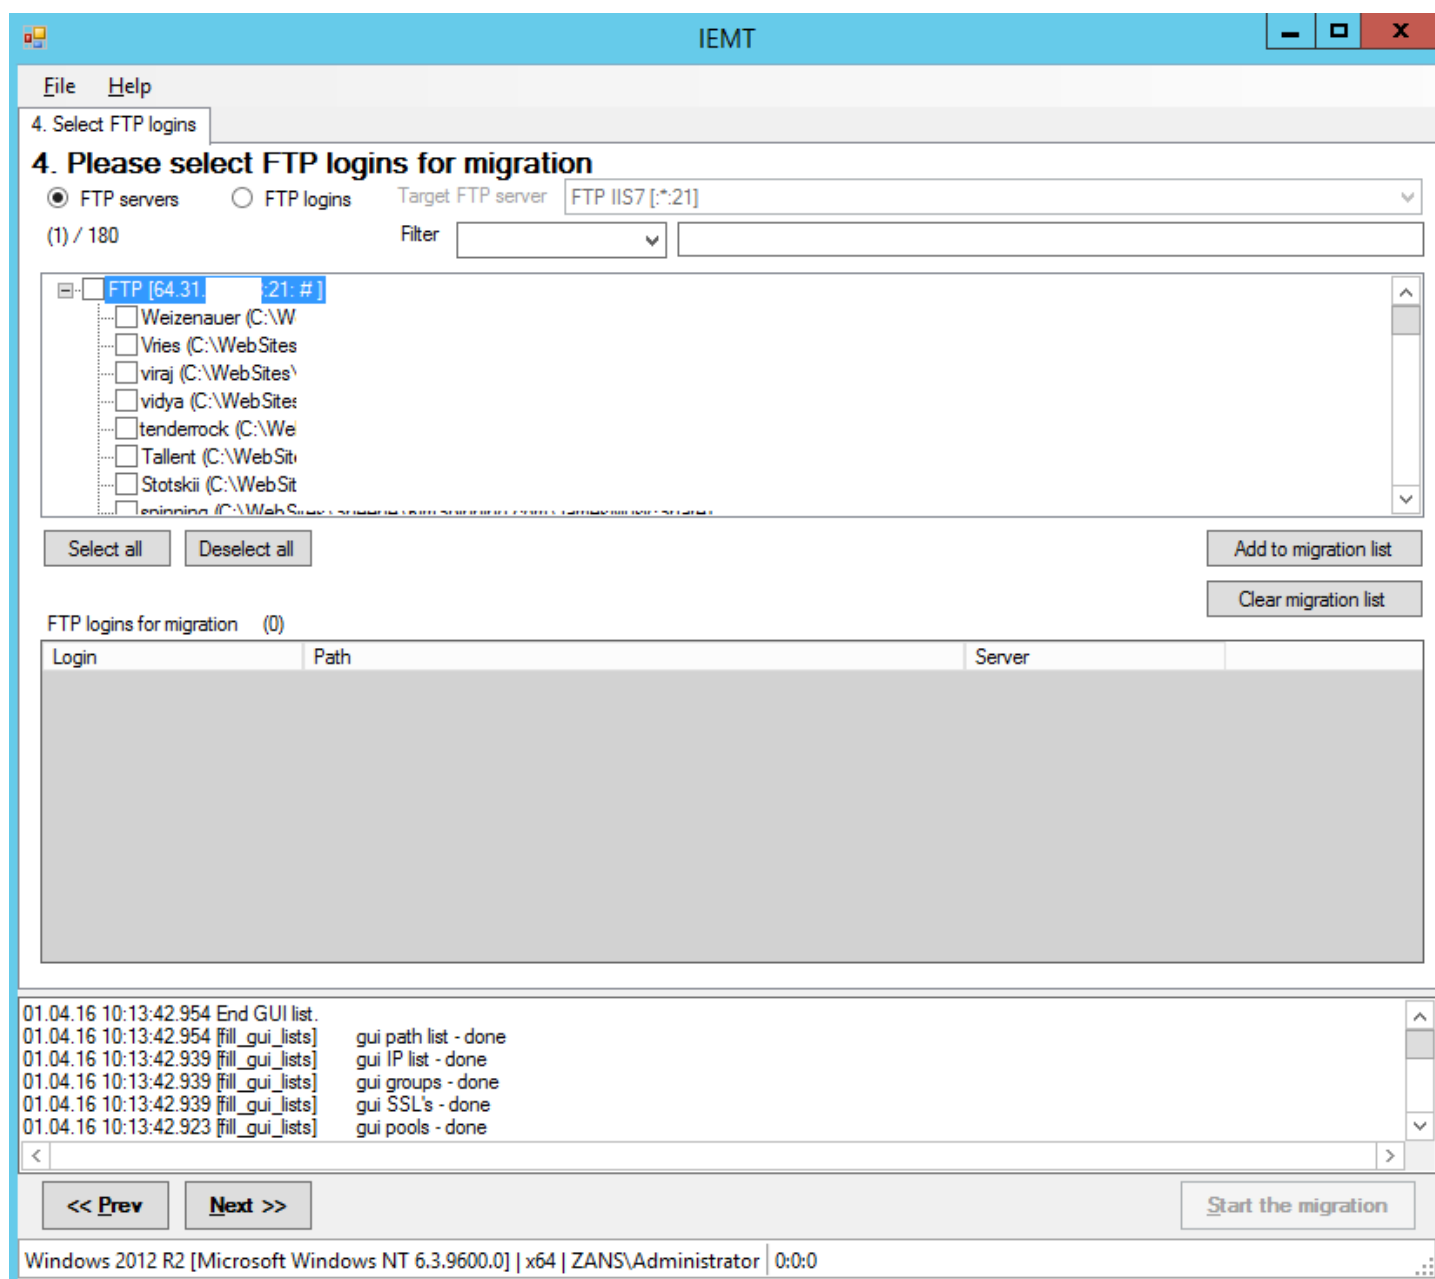 IEMT
File Help
4. Select FTP logins
4. Please select FTP logins for migration
FTP servers FTP logins Target FTP server FTP IIS7 [:*:21]
(1) / 180 Filter
FTP [64.31. :21: # ]
Weizenauer (C:\W
Vries (C:\WebSites
viraj (C:\WebSites\
vidya (C:\WebSites
tenderrock (C:\We
Tallent (C:\WebSit
Stotskii (C:\WebSit
spinning (C:\WebSites\
Select all Deselect all Add to migration list
Clear migration list
FTP logins for migration (0)
Login Path Server
01.04.16 10:13:42.954 End GUI list.
01.04.16 10:13:42.954 [fill_gui_lists] gui path list - done
01.04.16 10:13:42.939 [fill_gui_lists] gui IP list - done
01.04.16 10:13:42.939 [fill_gui_lists] gui groups - done
01.04.16 10:13:42.939 [fill_gui_lists] gui SSL's - done
01.04.16 10:13:42.923 [fill_gui_lists] gui pools - done
<< Prev Next >> Start the migration
Windows 2012 R2 [Microsoft Windows NT 6.3.9600.0] | x64 | ZANS\Administrator 0:0:0